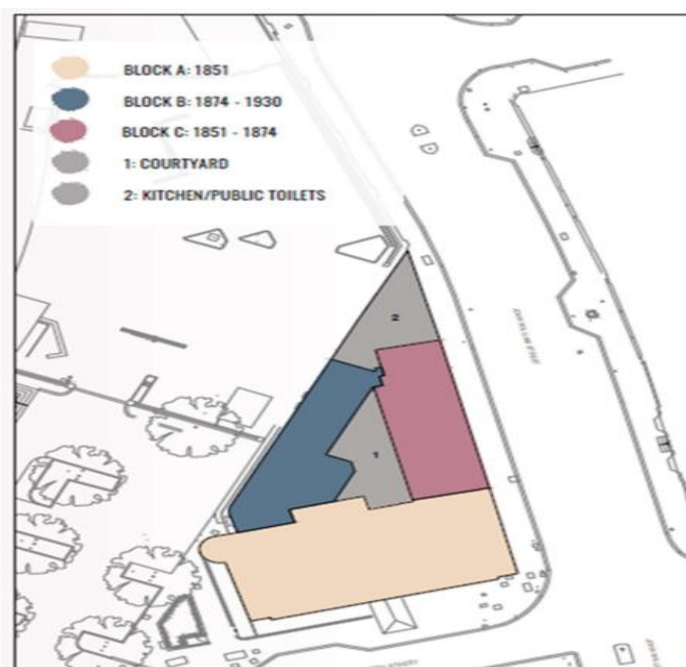 BLOCK A: 1851
BLOCK B: 1874 - 1930
BLOCK C: 1851 - 1874
1: COURTYARD
2: KITCHEN/PUBLIC TOILETS
2
1